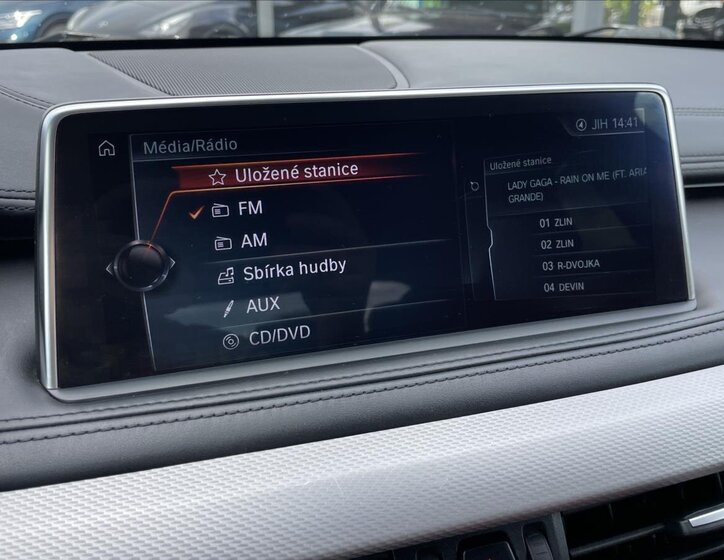 JIH 14:41
Média/Rádio
Uložené stanice
FM
AM
Sbírka hudby
AUX
CD/DVD
Uložené stanice
LADY GAGA - RAIN ON ME (FT. ARIA
GRANDE)
01 ZLIN
02 ZLIN
03 R-DVOJKA
04 DEVIN